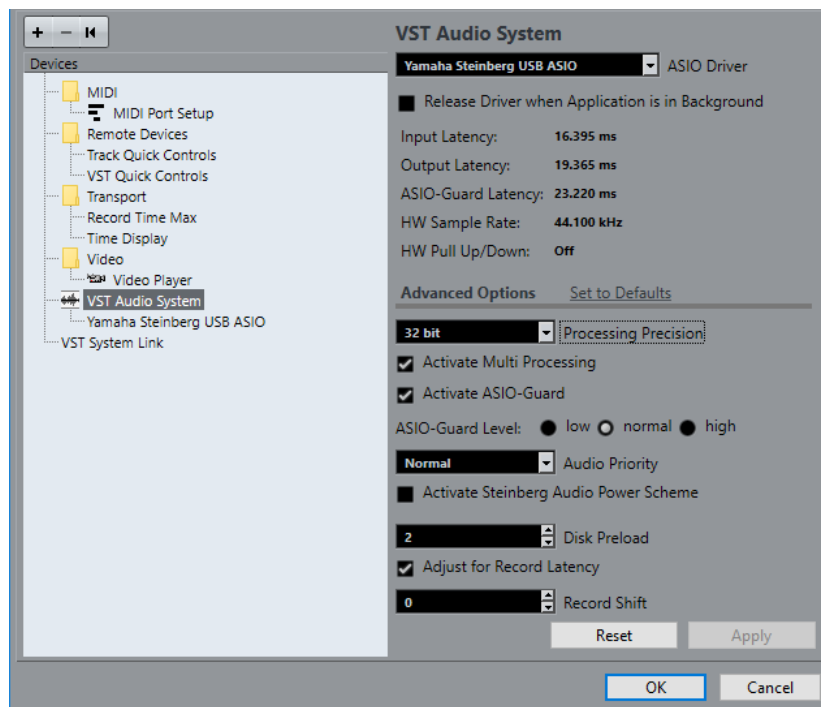 Devices
MIDI
MIDI Port Setup
Remote Devices
Track Quick Controls
VST Quick Controls
Transport
Record Time Max
Time Display
Video
Video Player
VST Audio System
Yamaha Steinberg USB ASIO
VST System Link
VST Audio System
Yamaha Steinberg USB ASIO ASIO Driver
Release Driver when Application is in Background
Input Latency: 16.395 ms
Output Latency: 19.365 ms
ASIO-Guard Latency: 23.220 ms
HW Sample Rate: 44.100 kHz
HW Pull Up/Down: Off
Advanced Options Set to Defaults
32 bit Processing Precision
Activate Multi Processing
Activate ASIO-Guard
ASIO-Guard Level: low normal high
Normal Audio Priority
Activate Steinberg Audio Power Scheme
2 Disk Preload
Adjust for Record Latency
0 Record Shift
Reset Apply
OK Cancel